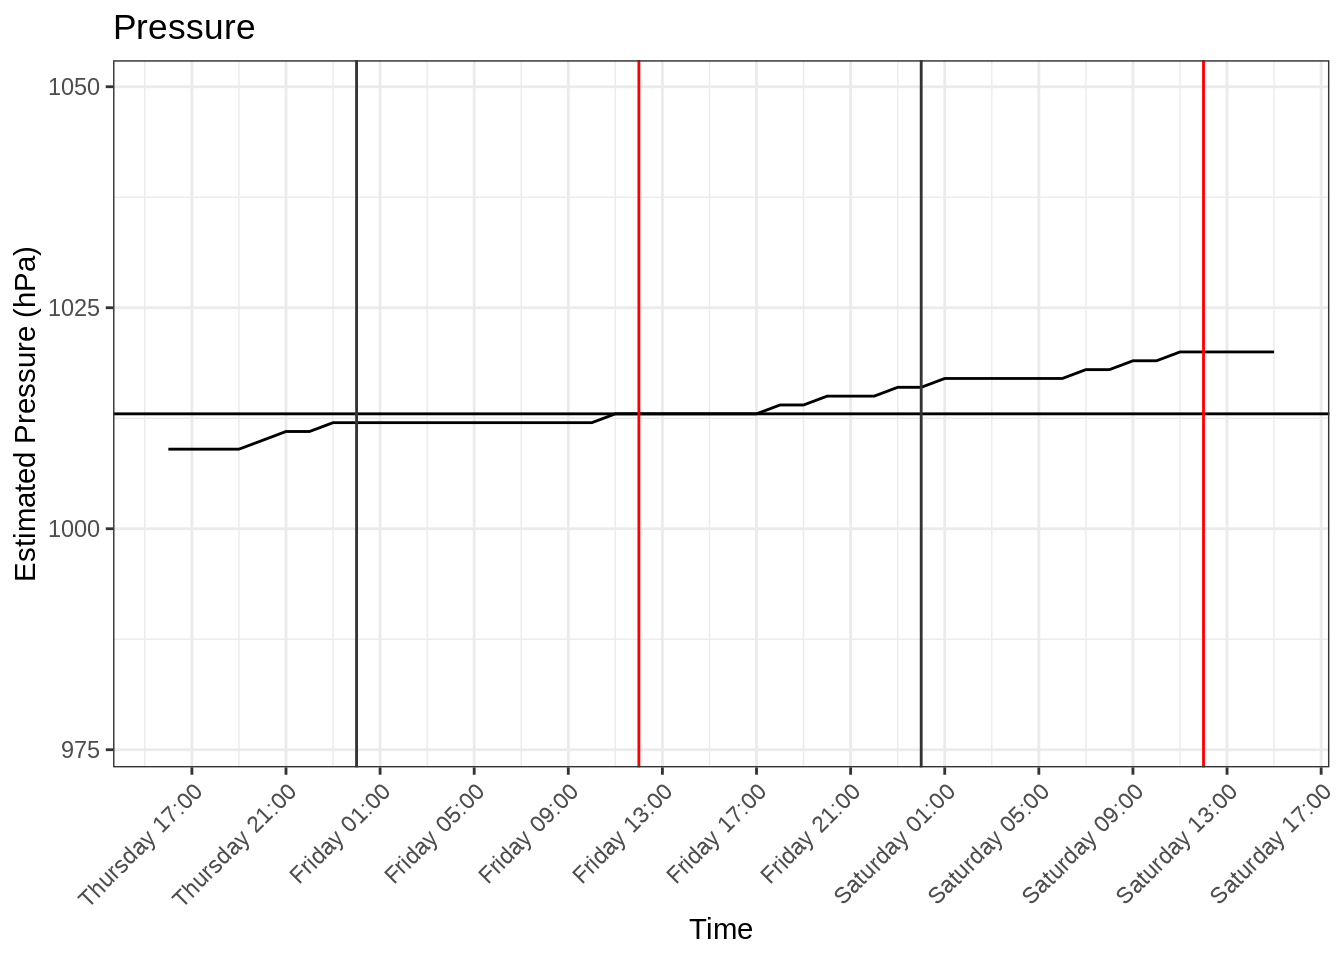 Pressure
Estimated Pressure (hPa)
1050
1025
1000
975
Thursday 17:00
Thursday 21:00
Friday 01:00
Friday 05:00
Friday 09:00
Friday 13:00
Friday 17:00
Friday 21:00
Saturday 01:00
Saturday 05:00
Saturday 09:00
Saturday 13:00
Saturday 17:00
Time